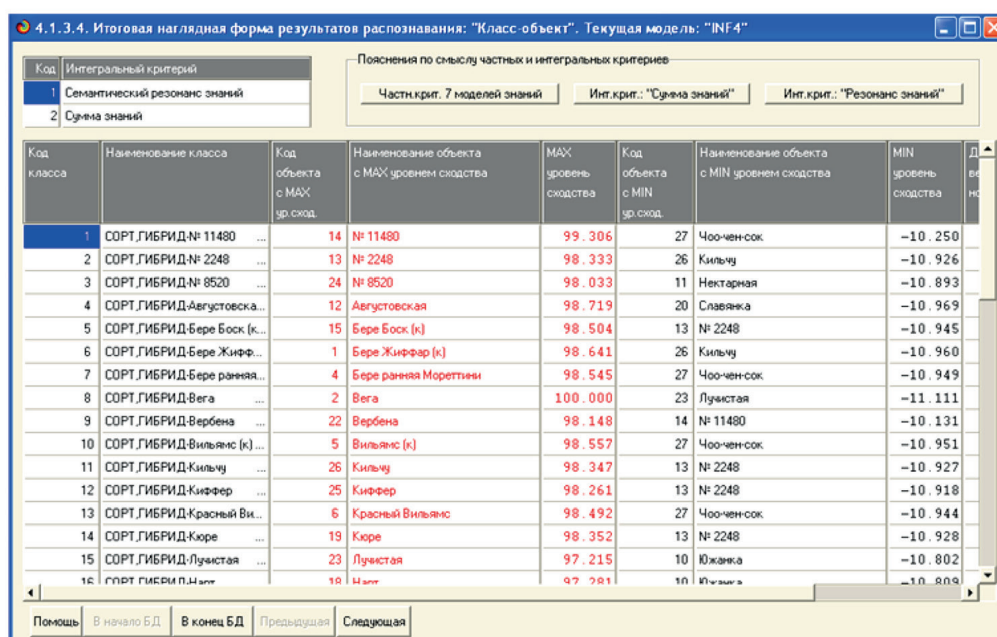 4.1.3.4. Итоговая наглядная форма результатов распознавания: "Класс-объект". Текущая модель: "INF4"
Код Интегральный критерий
1 Семантический резонанс знаний
2 Сумма знаний
Пояснения по смыслу частных и интегральных критериев
Частн.крит. 7 моделей знаний Инт.крит.: "Сумма знаний" Инт.крит.: "Резонанс знаний"
Код Наименование класса Код Наименование объекта MAX Код Наименование объекта MIN Д
класса объекта с MAX уровнем сходства уровень объекта с MIN уровнем сходства уровень ве
с MAX сходства с MIN сходства но
ур.сход. ур.сход.
1 СОРТ,ГИБРИД-№ 11480 ... 14 № 11480 99.306 27 Чоо-чен-сок -10.250
2 СОРТ,ГИБРИД-№ 2248 ... 13 № 2248 98.333 26 Кильчу -10.926
3 СОРТ,ГИБРИД-№ 8520 ... 24 № 8520 98.033 11 Нектарная -10.893
4 СОРТ,ГИБРИД-Августовска... 12 Августовская 98.719 20 Славянка -10.969
5 СОРТ,ГИБРИД-Бере Боск (к... 15 Бере Боск (к) 98.504 13 № 2248 -10.945
6 СОРТ,ГИБРИД-Бере Жифф... 1 Бере Жиффар (к) 98.641 26 Кильчу -10.960
7 СОРТ,ГИБРИД-Бере ранняя... 4 Бере ранняя Мореттини 98.545 27 Чоо-чен-сок -10.949
8 СОРТ,ГИБРИД-Вега ... 2 Вега 100.000 23 Лучистая -11.111
9 СОРТ,ГИБРИД-Вербена ... 22 Вербена 98.148 14 № 11480 -10.131
10 СОРТ,ГИБРИД-Вильямс (к) ... 5 Вильямс (к) 98.557 27 Чоо-чен-сок -10.951
11 СОРТ,ГИБРИД-Кильчу ... 26 Кильчу 98.347 13 № 2248 -10.927
12 СОРТ,ГИБРИД-Киффер ... 25 Киффер 98.261 13 № 2248 -10.918
13 СОРТ,ГИБРИД-Красный Ви... 6 Красный Вильямс 98.492 27 Чоо-чен-сок -10.944
14 СОРТ,ГИБРИД-Кюре ... 19 Кюре 98.352 13 № 2248 -10.928
15 СОРТ,ГИБРИД-Лучистая ... 23 Лучистая 97.215 10 Южанка -10.802
16 СОРТ,ГИБРИД-Нарт ... 18 Нарт 97.281 10 Южанка -10.809
Помощь В начало БД В конец БД Предыдущая Следующая